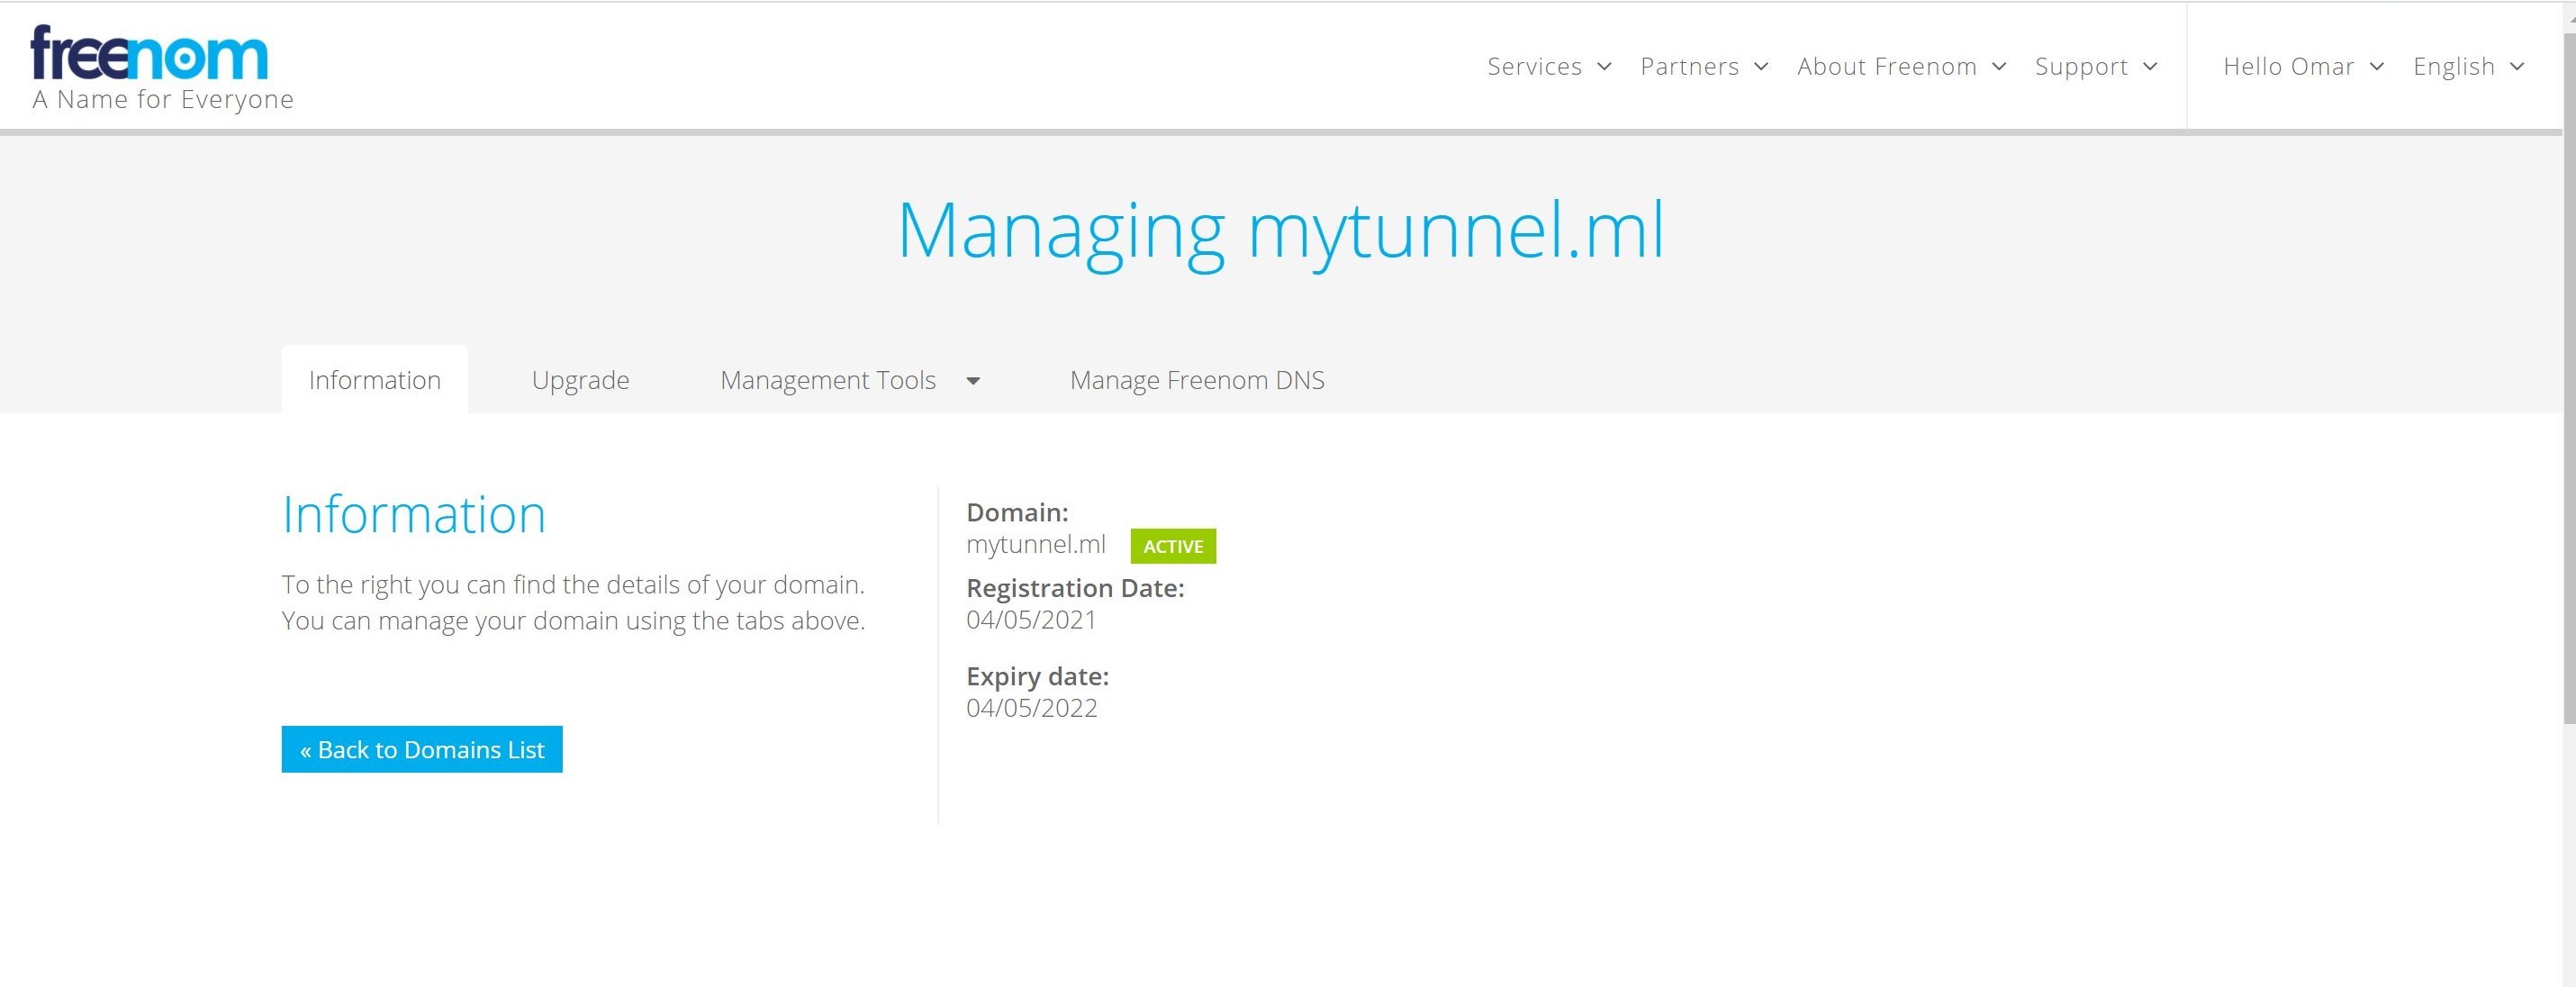 freenom
A Name for Everyone
Services Partners About Freenom Support Hello Omar English
Managing mytunnel.ml
Information Upgrade Management Tools Manage Freenom DNS
Information
To the right you can find the details of your domain.
You can manage your domain using the tabs above.
« Back to Domains List
Domain:
mytunnel.ml ACTIVE
Registration Date:
04/05/2021
Expiry date:
04/05/2022